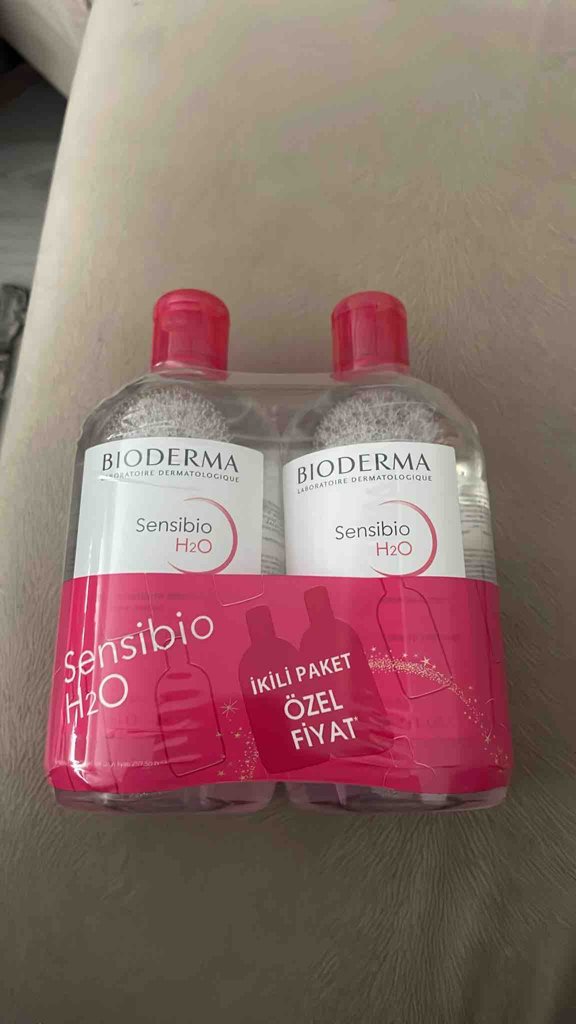 BIODERMA
LABORATOIRE DERMATOLOGIQUE
Sensibio
H2O
BIODERMA
LABORATOIRE DERMATOLOGIQUE
Sensibio
H2O
Sensibio
H2O
İKİLİ PAKET
ÖZEL
FİYAT*